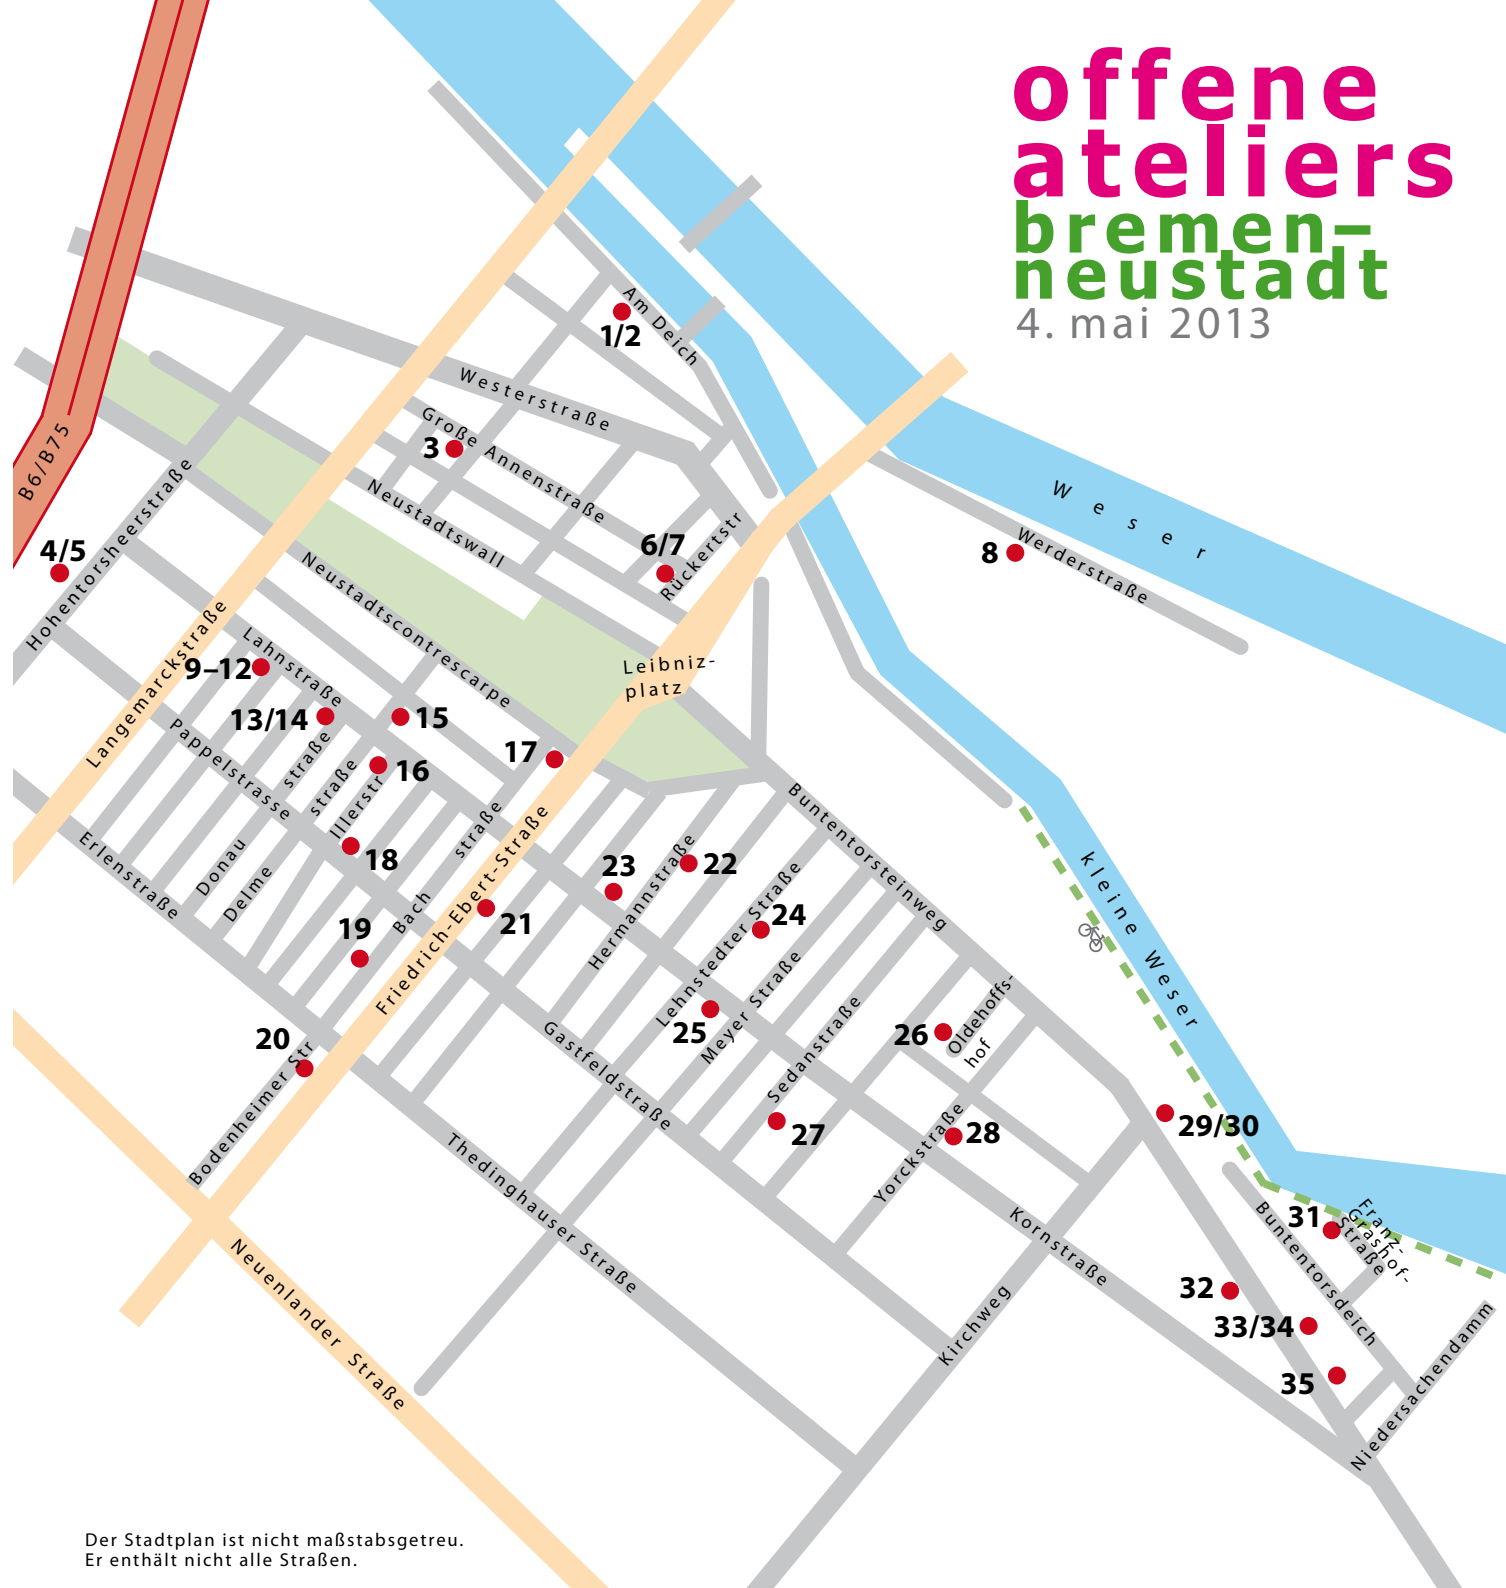 offene
ateliers
bremen–
neustadt
4. mai 2013
B6/B75
Am Deich
1/2
Westerstraße
Große Annenstraße
3
Neustadtswall
6/7
Rückertstr
Weser
8
Werderstraße
4/5
Hohentorsheerstraße
Neustadtscontrescarpe
Langemarckstraße
Lahnstraße
9–12
Leibniz-
platz
13/14
15
Pappelstrasse
straße
straße
16
Illerstr
17
Erlenstraße
Donau
Delme
18
straße
Bach
19
Friedrich-Ebert-Straße
21
23
22
Hermannstraße
Buntentorsteinweg
24
Lehnstedter Straße
25
Meyer Straße
kleine Weser
Sedanstraße
26
Oldehoffs-
hof
20
Bodenheimer Str
Gastfeldstraße
27
28
Yorckstraße
29/30
Thedinghauser Straße
Kornstraße
31
Franz-
Grashof-
Straße
Buntentorsdeich
32
33/34
35
Neuenlander Straße
Kirchweg
Niedersachendamm
Der Stadtplan ist nicht maßstabsgetreu.
Er enthält nicht alle Straßen.